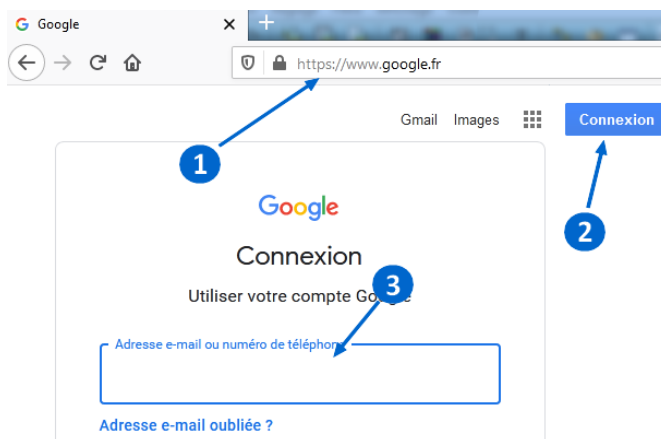 Google
https://www.google.fr
Gmail Images
Connexion
1
2
Google
Connexion
3
Utiliser votre compte Google
Adresse e-mail ou numéro de téléphone
Adresse e-mail oubliée ?